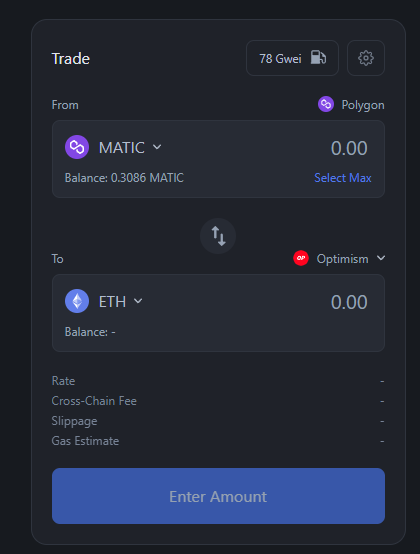 Trade
78 Gwei
From
Polygon
MATIC
0.00
Balance: 0.3086 MATIC
Select Max
To
OP
Optimism
ETH
0.00
Balance: -
Rate -
Cross-Chain Fee -
Slippage -
Gas Estimate -
Enter Amount